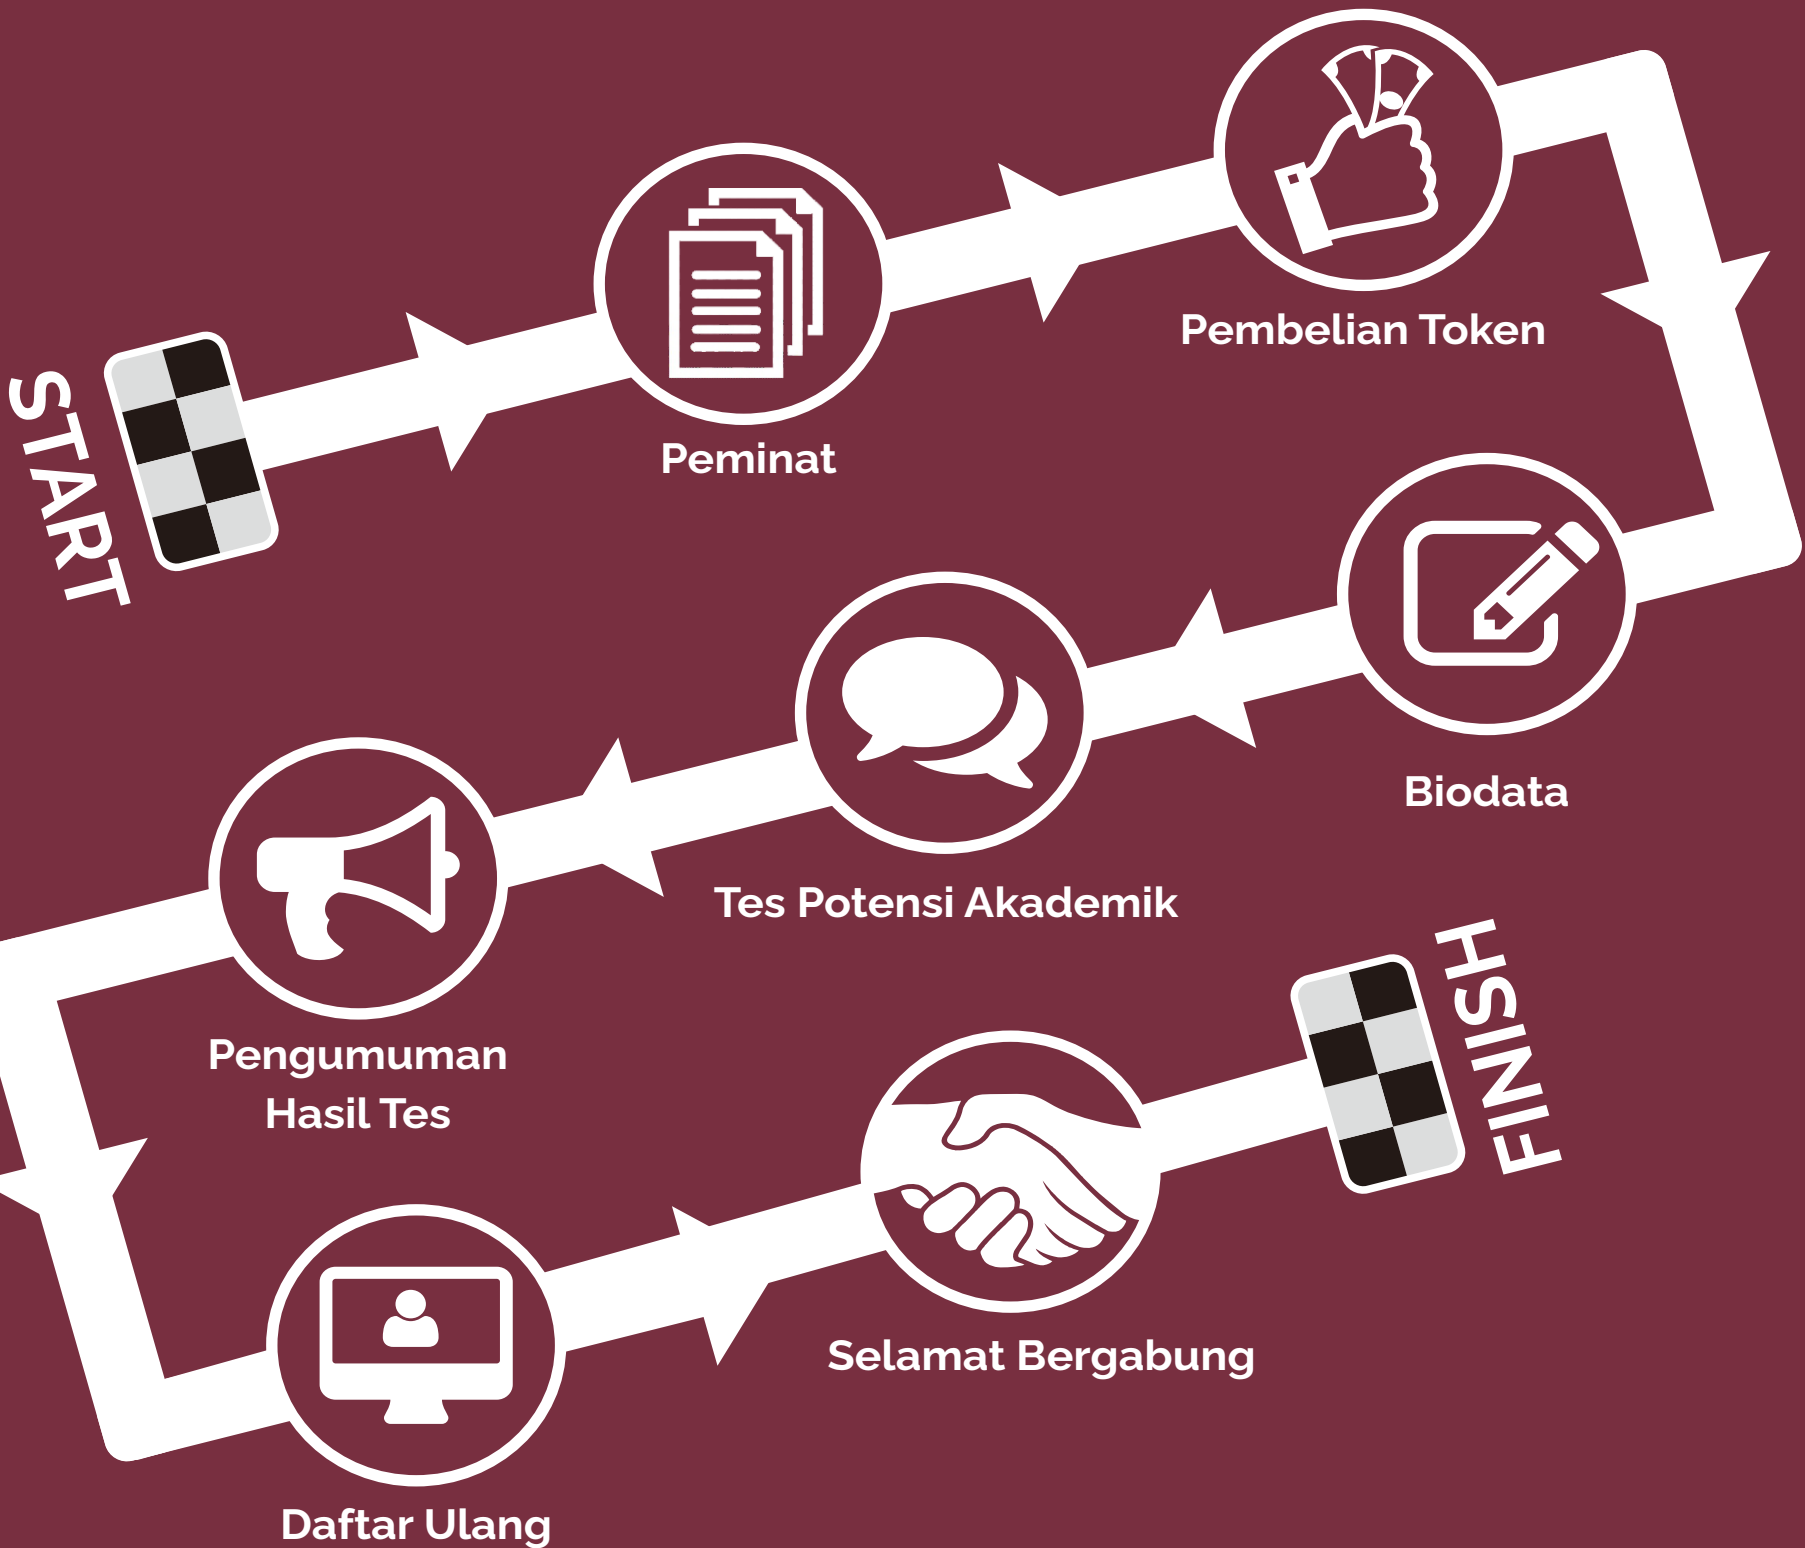 START
Peminat
Pembelian Token
Biodata
Tes Potensi Akademik
Pengumuman
Hasil Tes
Daftar Ulang
Selamat Bergabung
FINISH